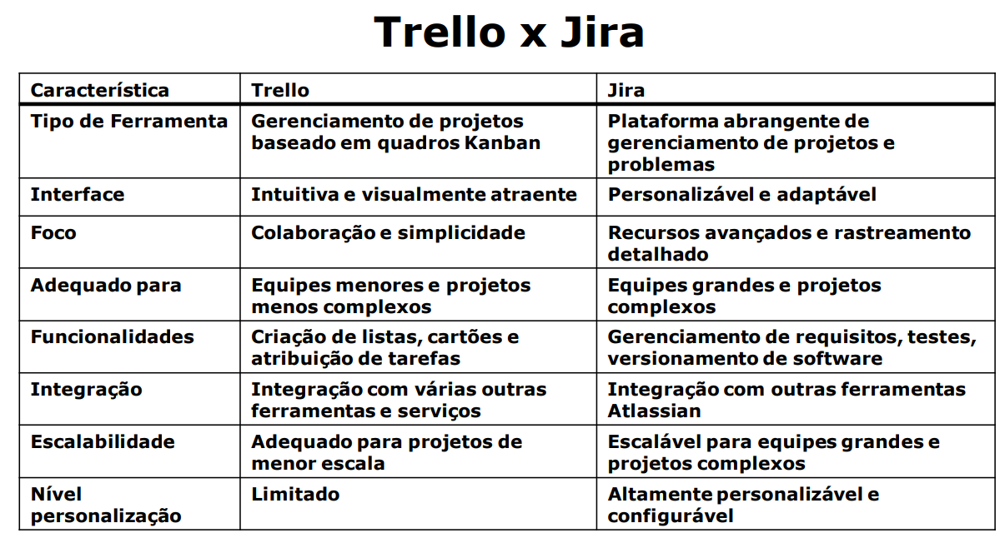 Trello x Jira
Característica Trello Jira
Tipo de Ferramenta Gerenciamento de projetos Plataforma abrangente de
baseado em quadros Kanban gerenciamento de projetos e
problemas
Interface Intuitiva e visualmente atraente Personalizável e adaptável
Foco Colaboração e simplicidade Recursos avançados e rastreamento
detalhado
Adequado para Equipes menores e projetos Equipes grandes e projetos
menos complexos complexos
Funcionalidades Criação de listas, cartões e Gerenciamento de requisitos, testes,
atribuição de tarefas versionamento de software
Integração Integração com várias outras Integração com outras ferramentas
ferramentas e serviços Atlassian
Escalabilidade Adequado para projetos de Escalável para equipes grandes e
menor escala projetos complexos
Nível Limitado Altamente personalizável e
personalização configurável